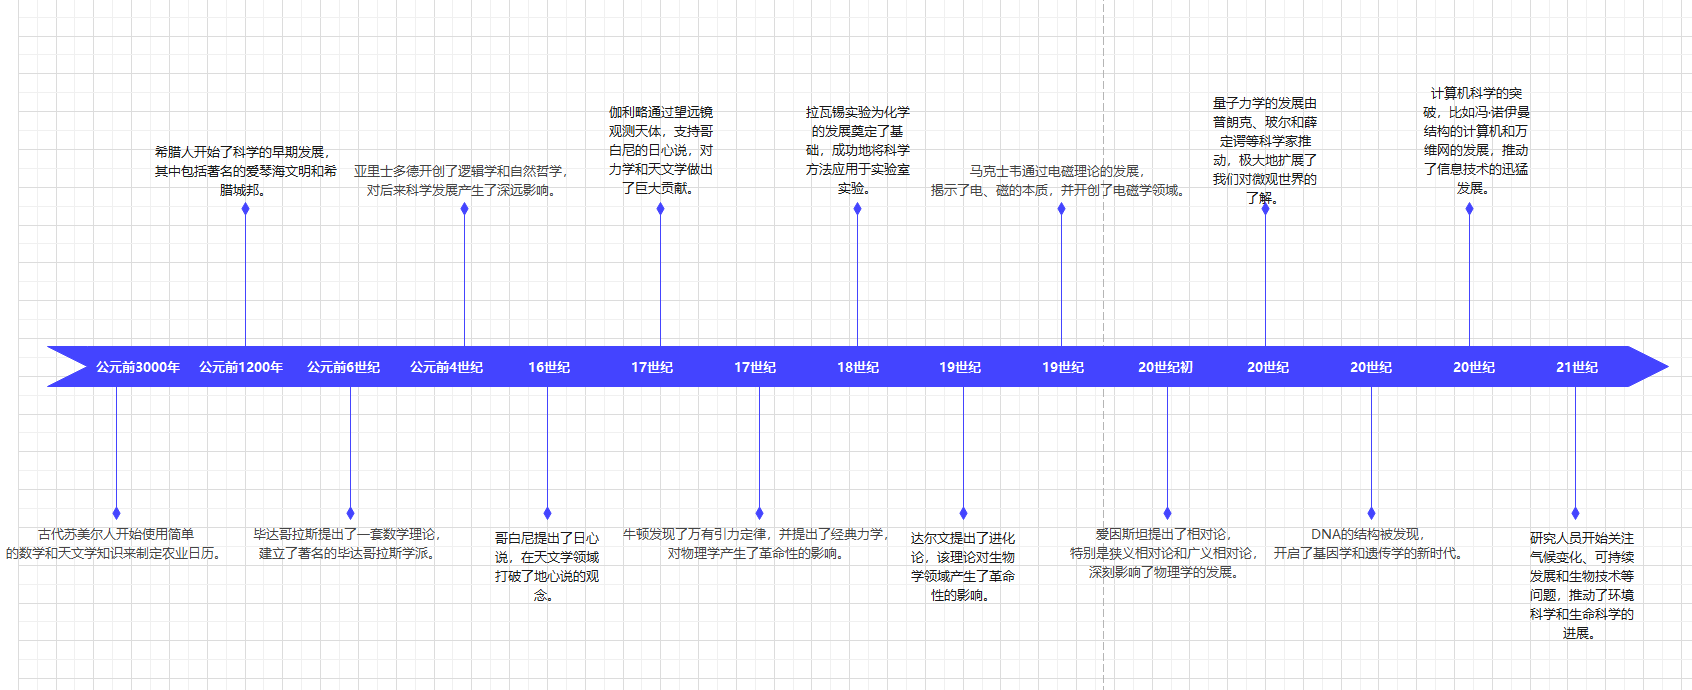 希腊人开始了科学的早期发展，
其中包括著名的爱琴海文明和希
腊城邦。
亚里士多德开创了逻辑学和自然哲学，
对后来科学发展产生了深远影响。
伽利略通过望远镜
观测天体，支持哥
白尼的日心说，对
力学和天文学做出
了巨大贡献。
拉瓦锡实验为化学
的发展奠定了基
础，成功地将科学
方法应用于实验室
实验。
马克士韦通过电磁理论的发展，
揭示了电、磁的本质，并开创了电磁学领域。
量子力学的发展由
普朗克、玻尔和薛
定谔等科学家推
动，极大地扩展了
我们对微观世界的
了解。
计算机科学的突
破，比如冯·诺伊曼
结构的计算机和万
维网的发展，推动
了信息技术的迅猛
发展。
公元前3000年 公元前1200年 公元前6世纪 公元前4世纪 16世纪 17世纪 17世纪 18世纪 19世纪 19世纪 20世纪初 20世纪 20世纪 20世纪 21世纪
古代苏美尔人开始使用简单
的数学和天文学知识来制定农业日历。
毕达哥拉斯提出了一套数学理论，
建立了著名的毕达哥拉斯学派。
哥白尼提出了日心
说，在天文学领域
打破了地心说的观
念。
牛顿发现了万有引力定律，并提出了经典力学，
对物理学产生了革命性的影响。
达尔文提出了进化
论，该理论对生物
学领域产生了革命
性的影响。
爱因斯坦提出了相对论，
特别是狭义相对论和广义相对论，
深刻影响了物理学的发展。
DNA的结构被发现，
开启了基因学和遗传学的新时代。
研究人员开始关注
气候变化、可持续
发展和生物技术等
问题，推动了环境
科学和生命科学的
进展。